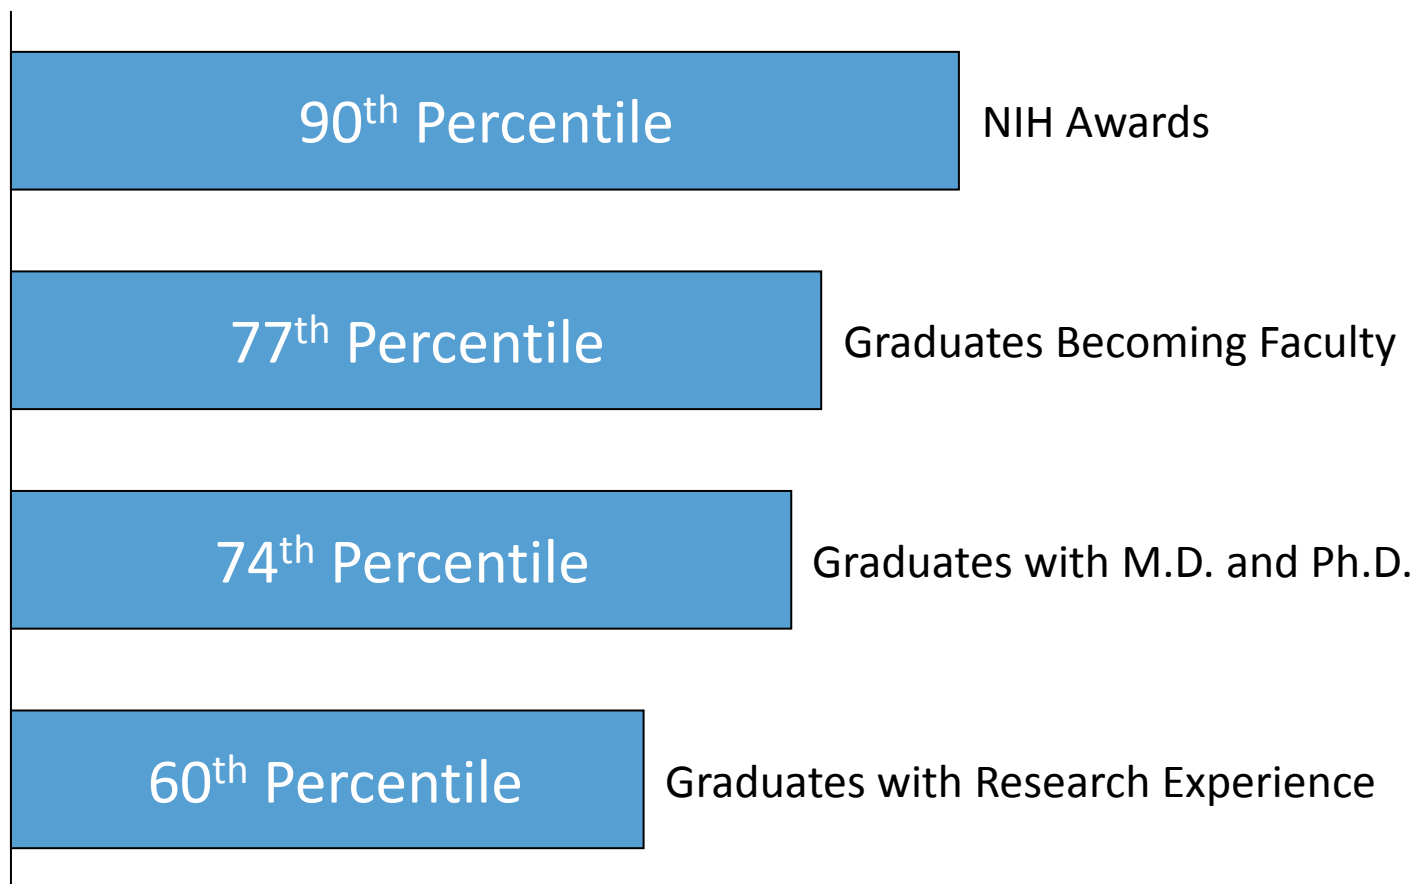 90th Percentile NIH Awards
77th Percentile Graduates Becoming Faculty
74th Percentile Graduates with M.D. and Ph.D.
60th Percentile Graduates with Research Experience